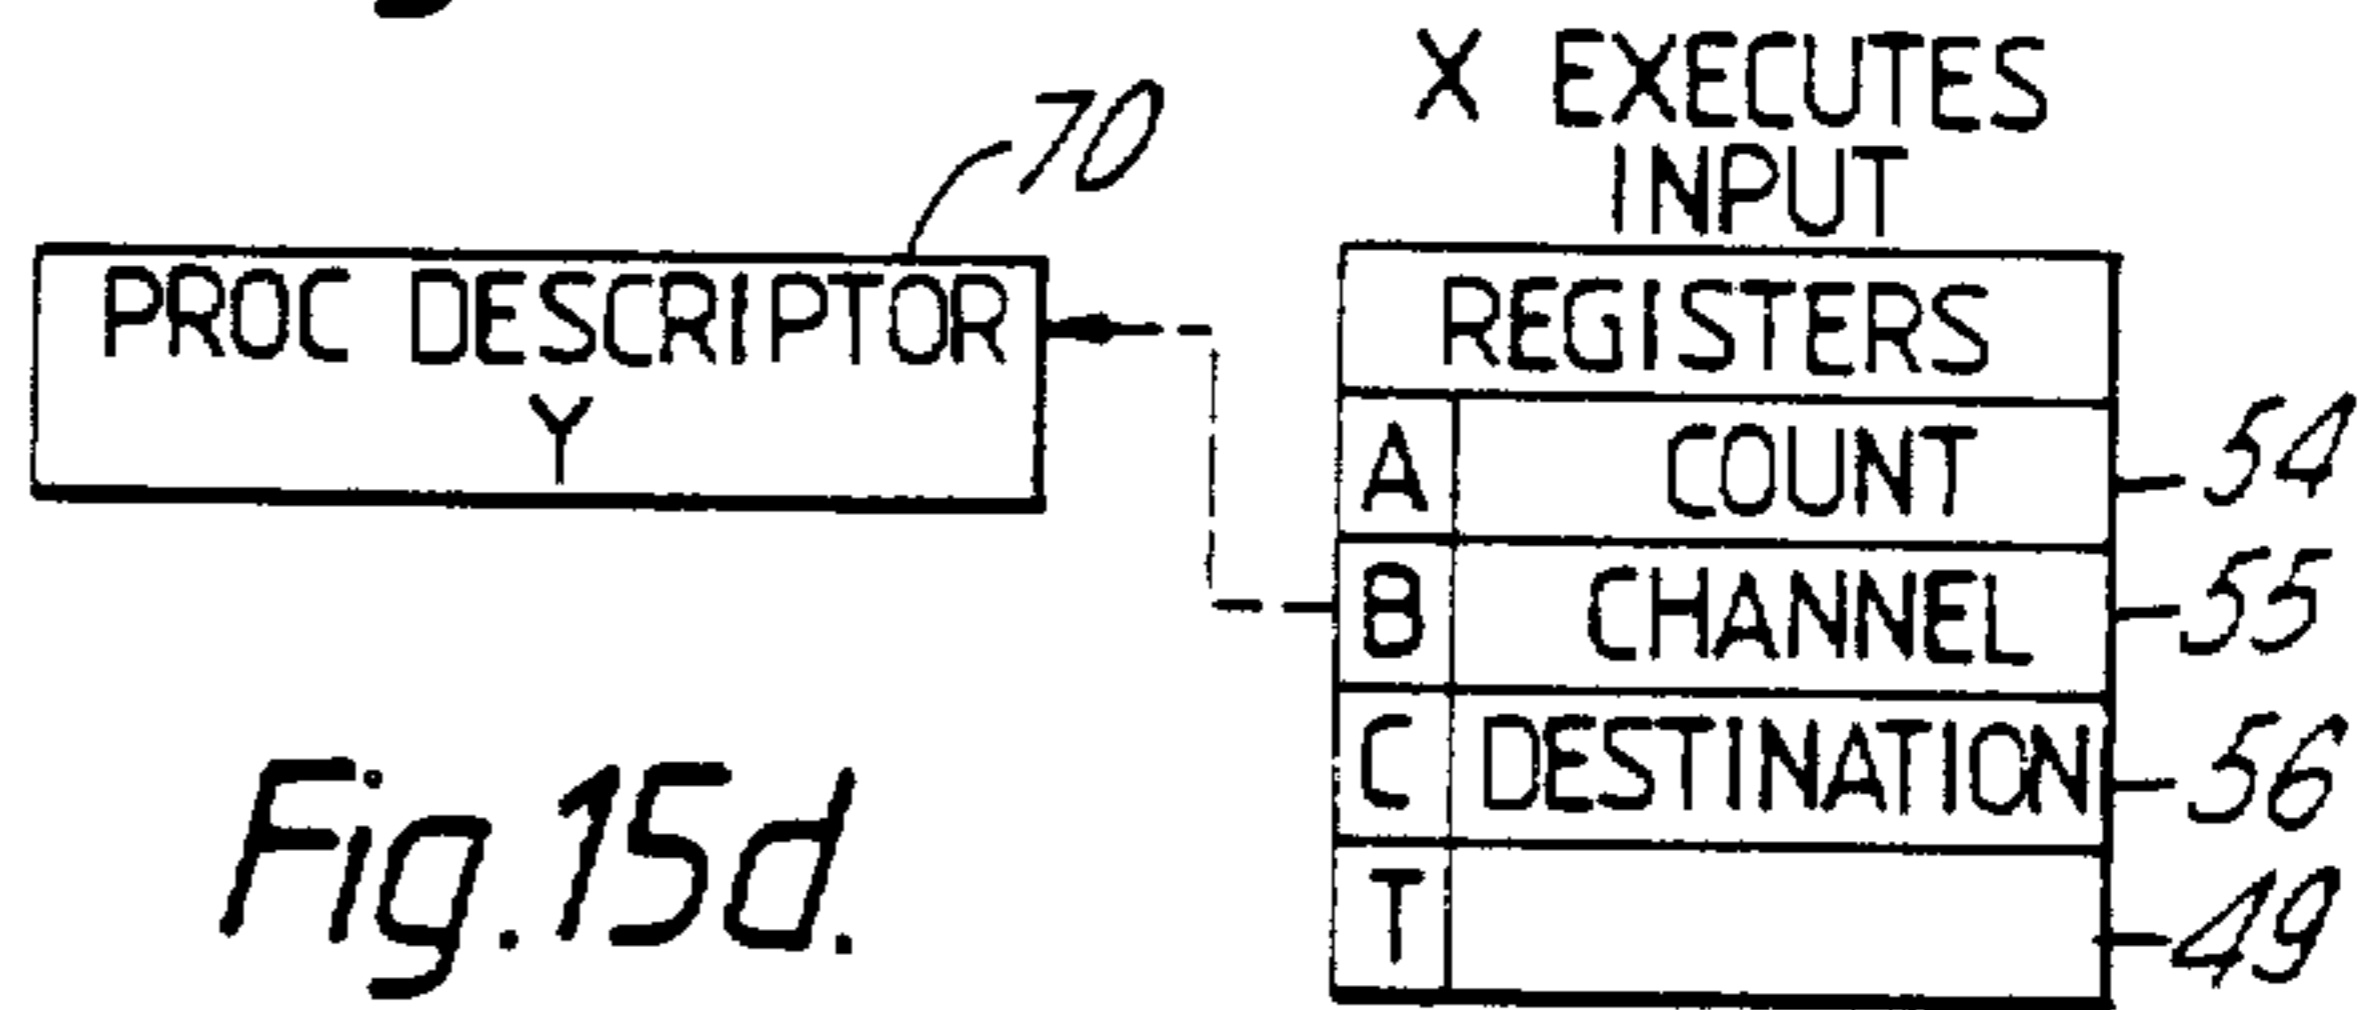 70
X EXECUTES
INPUT
PROC DESCRIPTOR
Y
REGISTERS
A COUNT 54
B CHANNEL 55
C DESTINATION 56
T 49
Fig.15d.